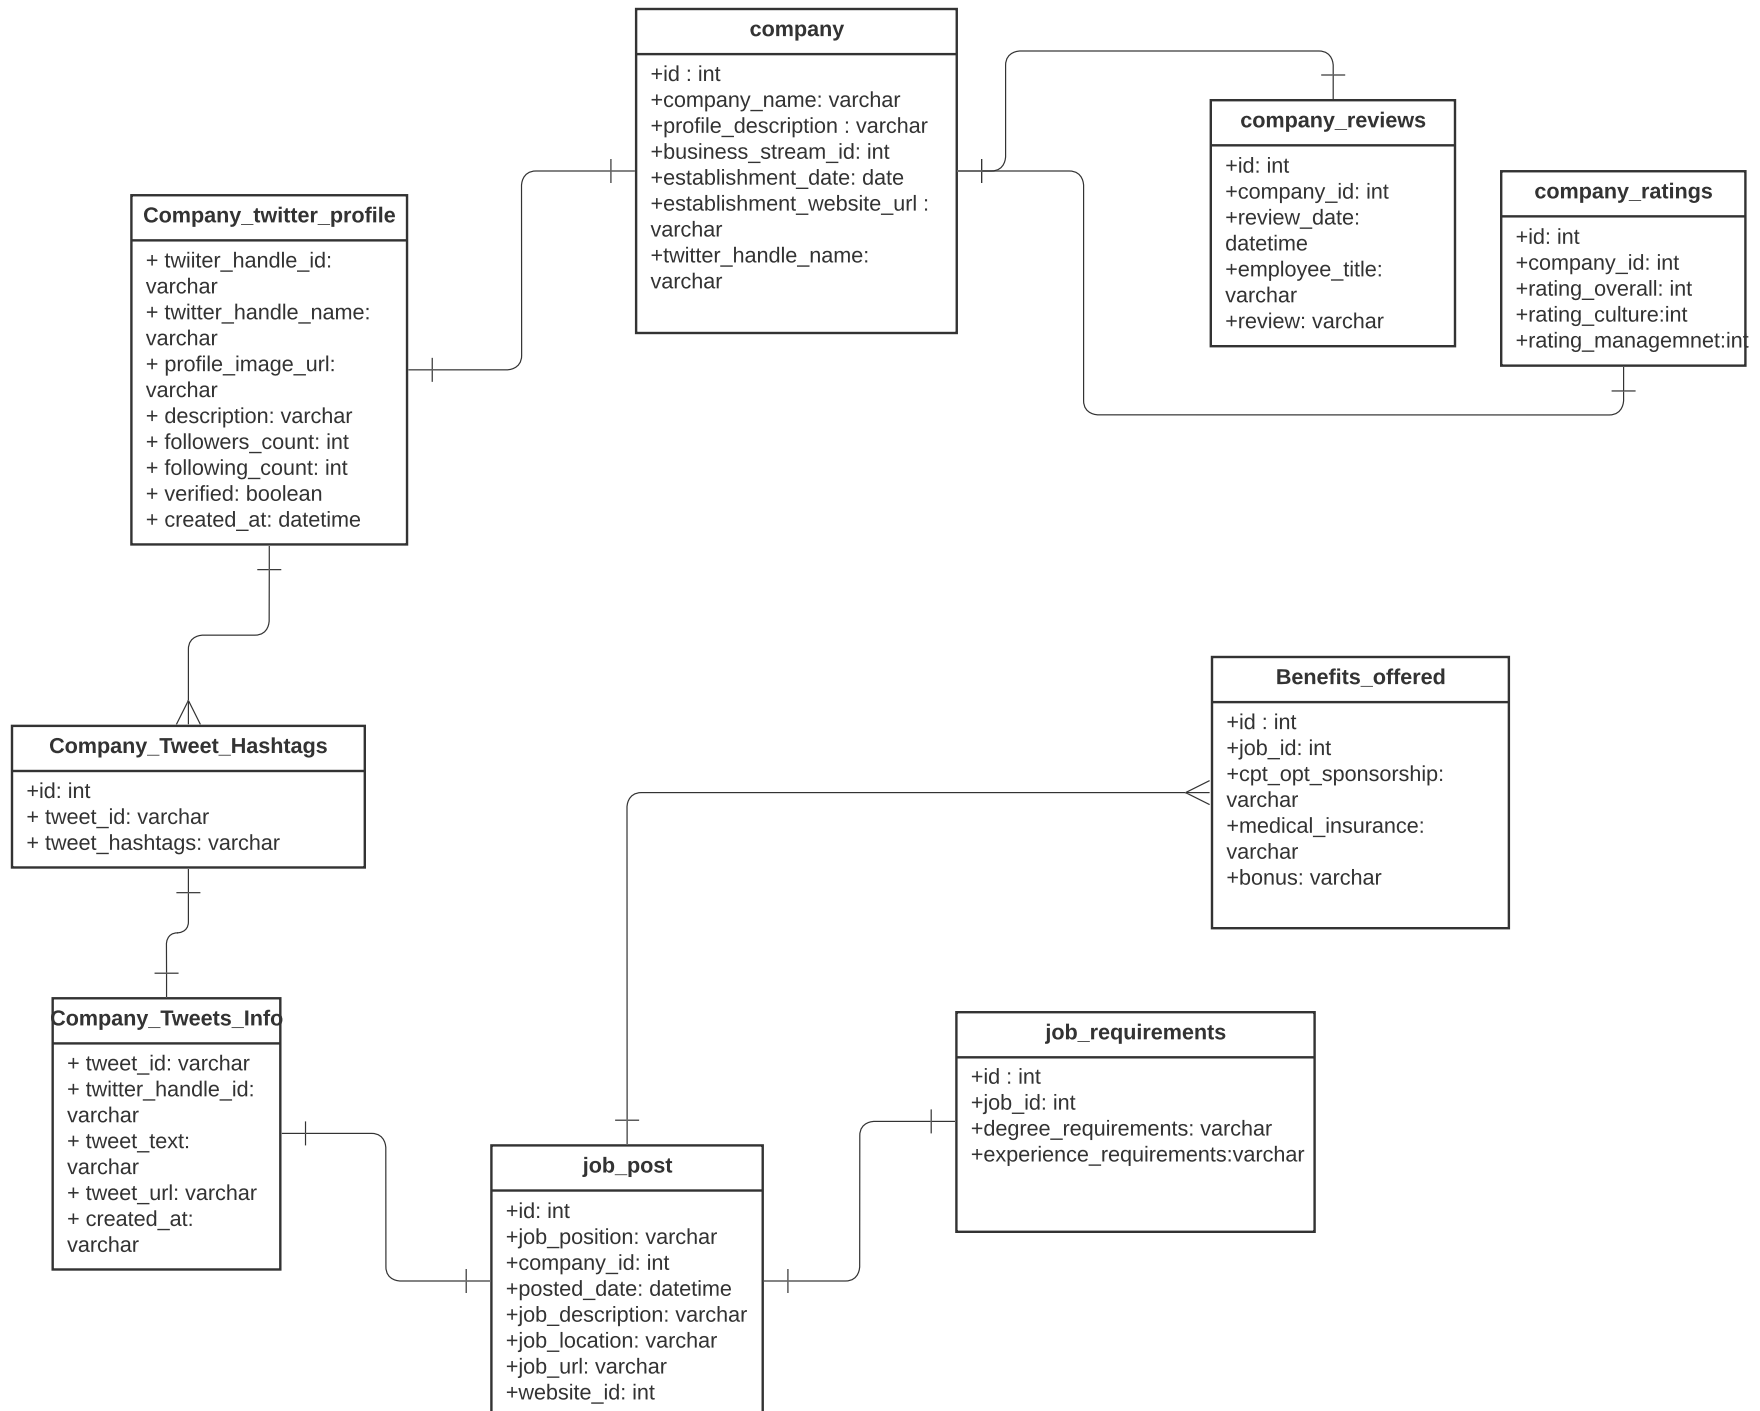 company
+id : int
+company_name: varchar
+profile_description : varchar
+business_stream_id: int
+establishment_date: date
+establishment_website_url :
varchar
+twitter_handle_name:
varchar
company_reviews
+id: int
+company_id: int
+review_date:
datetime
+employee_title:
varchar
+review: varchar
company_ratings
+id: int
+company_id: int
+rating_overall: int
+rating_culture:int
+rating_managemnet:int
Company_twitter_profile
+ twiiter_handle_id:
varchar
+ twitter_handle_name:
varchar
+ profile_image_url:
varchar
+ description: varchar
+ followers_count: int
+ following_count: int
+ verified: boolean
+ created_at: datetime
Company_Tweet_Hashtags
+id: int
+ tweet_id: varchar
+ tweet_hashtags: varchar
Benefits_offered
+id : int
+job_id: int
+cpt_opt_sponsorship:
varchar
+medical_insurance:
varchar
+bonus: varchar
Company_Tweets_Info
+ tweet_id: varchar
+ twitter_handle_id:
varchar
+ tweet_text:
varchar
+ tweet_url: varchar
+ created_at:
varchar
job_requirements
+id : int
+job_id: int
+degree_requirements: varchar
+experience_requirements:varchar
job_post
+id: int
+job_position: varchar
+company_id: int
+posted_date: datetime
+job_description: varchar
+job_location: varchar
+job_url: varchar
+website_id: int